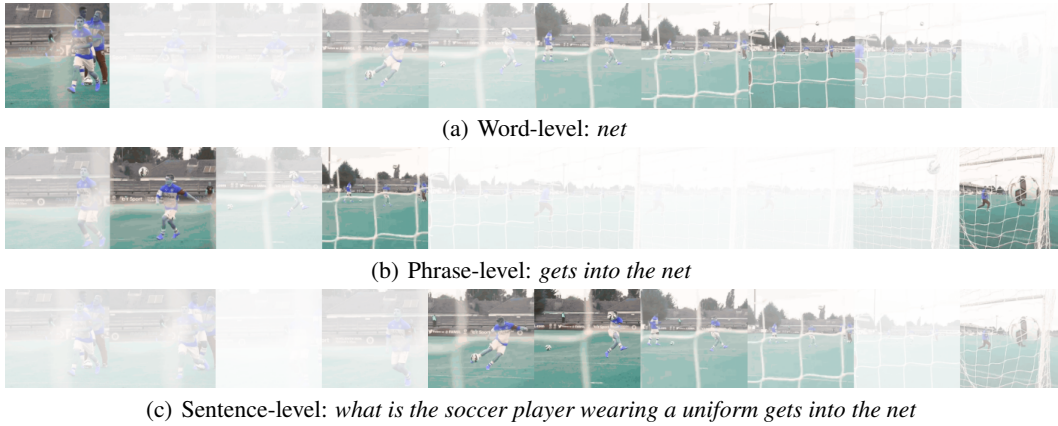 (a) Word-level: net
(b) Phrase-level: gets into the net
(c) Sentence-level: what is the soccer player wearing a uniform gets into the net